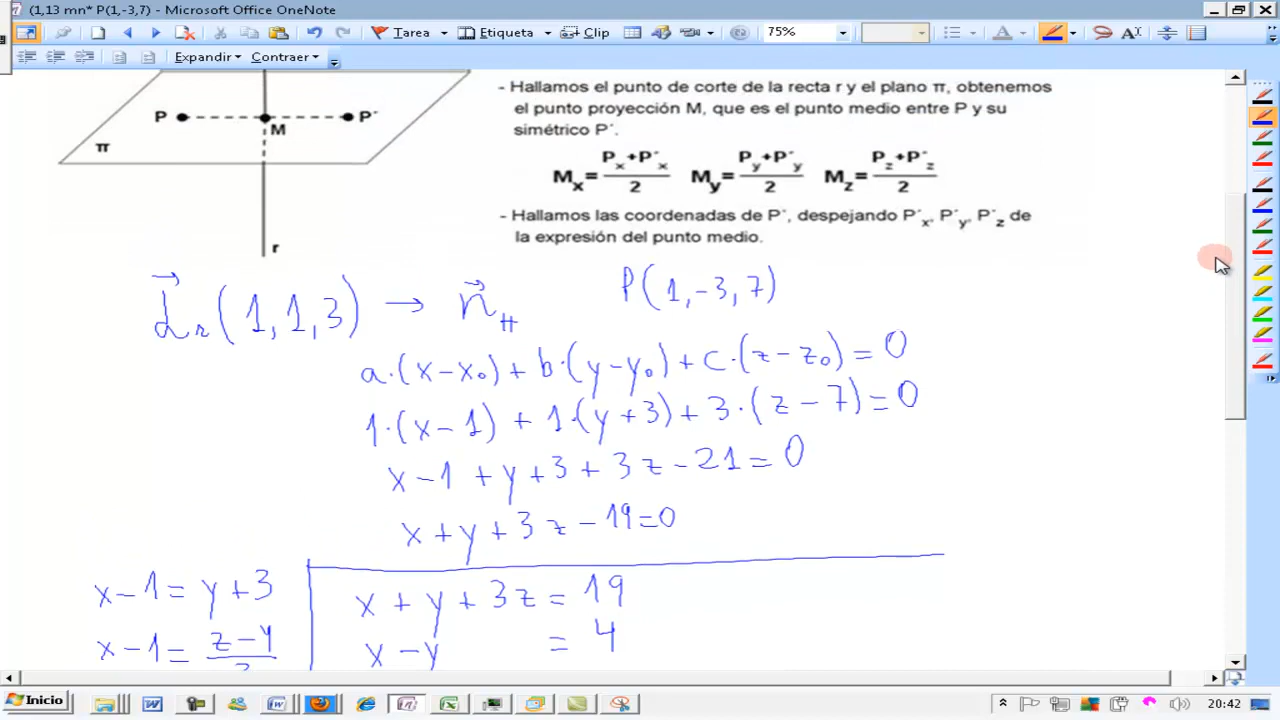 (1,13 mn* P(1,-3,7) - Microsoft Office OneNote
Tarea Etiqueta Clip 75%
Expandir Contraer
- Hallamos el punto de corte de la recta r y el plano π, obtenemos
el punto proyección M, que es el punto medio entre P y su
simétrico P´.
P M P´
π
r
Mx= Px+P´x / 2 My= Py+P´y / 2 Mz= Pz+P´z / 2
- Hallamos las coordenadas de P´, despejando P´x, P´y, P´z de
la expresión del punto medio.
d⃗r (1,1,3) → n⃗π P(1,-3,7)
a·(x-x₀) + b·(y-y₀) + c·(z-z₀) = 0
1·(x-1) + 1·(y+3) + 3·(z-7) = 0
x-1 + y+3 + 3z - 21 = 0
x + y + 3z - 19 = 0
x-1 = y+3
x + y + 3z = 19
x - y = 4
Inicio
20:42